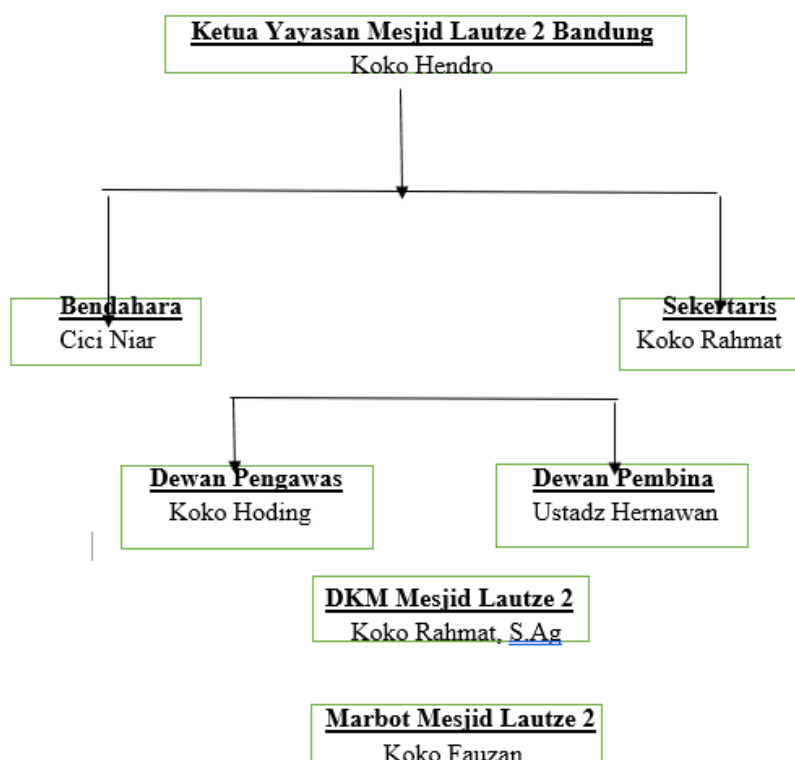 Ketua Yayasan Mesjid Lautze 2 Bandung
Koko Hendro
Bendahara
Cici Niar
Sekertaris
Koko Rahmat
Dewan Pengawas
Koko Hoding
Dewan Pembina
Ustadz Hernawan
DKM Mesjid Lautze 2
Koko Rahmat, S.Ag
Marbot Mesjid Lautze 2
Koko Fauzan